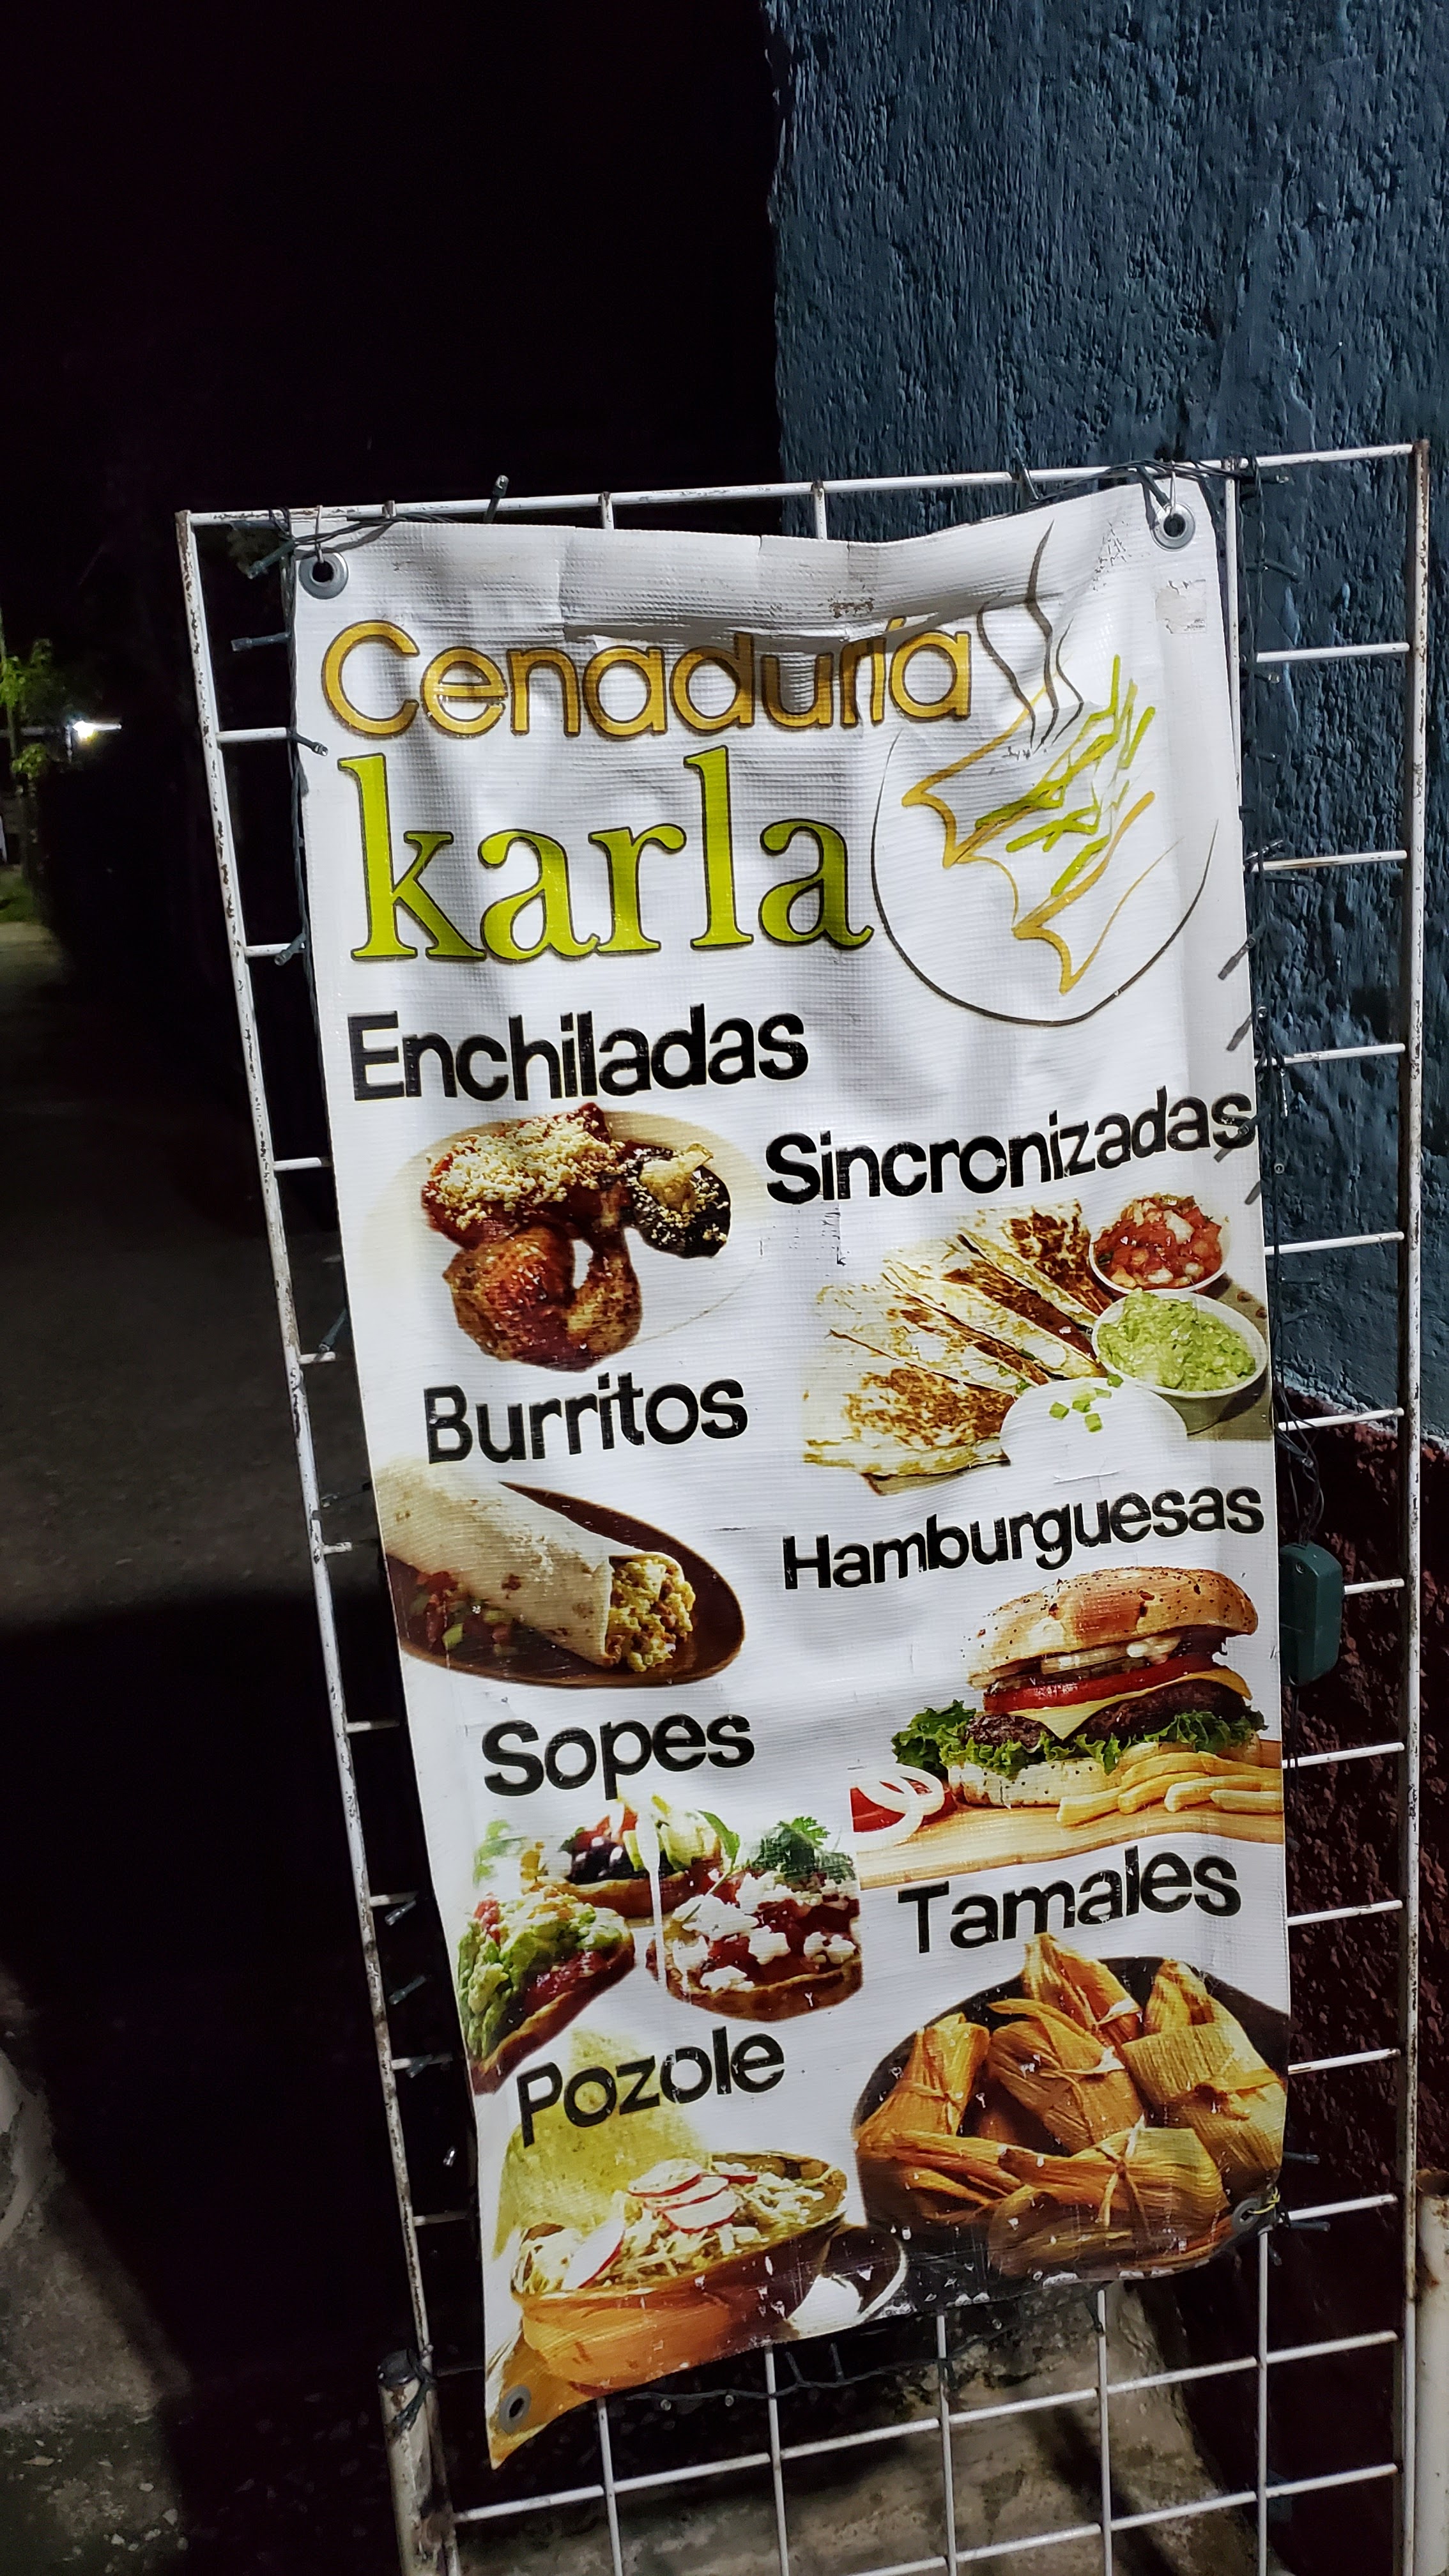 Cenaduría
karla
Enchiladas
Sincronizadas
Burritos
Hamburguesas
Sopes
Tamales
Pozole